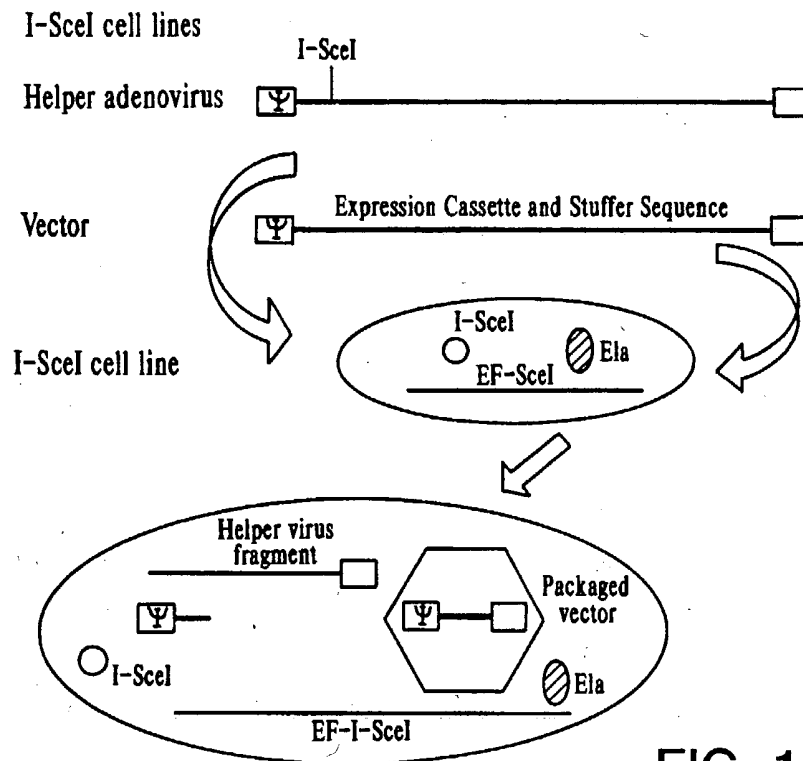 I-SceI cell lines
I-SceI
Helper adenovirus
Ψ
Vector
Expression Cassette and Stuffer Sequence
Ψ
I-SceI cell line
I-SceI
Ela
EF-SceI
Helper virus
fragment
Packaged
vector
Ψ
Ψ
I-SceI
Ela
EF-I-SceI
FIG. 1